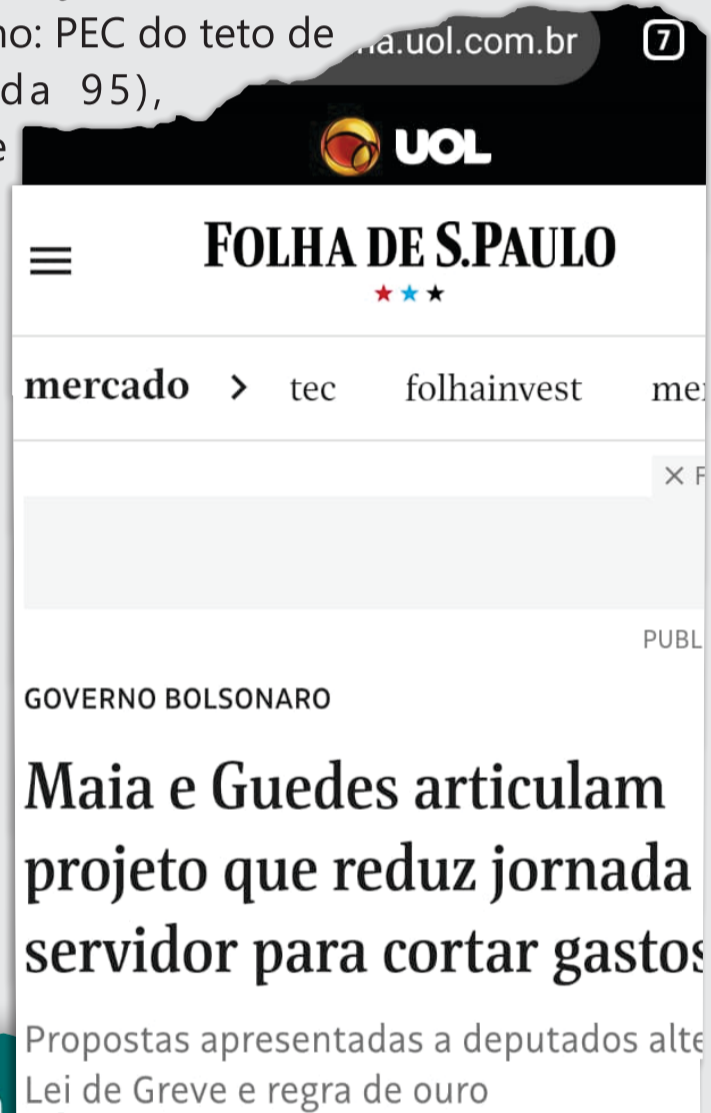 no: PEC do teto de
da 95),
e
a.uol.com.br
7
UOL
FOLHA DE S.PAULO
mercado > tec folhainvest me
× F
PUBL
GOVERNO BOLSONARO
Maia e Guedes articulam
projeto que reduz jornada
servidor para cortar gastos
Propostas apresentadas a deputados alte
Lei de Greve e regra de ouro